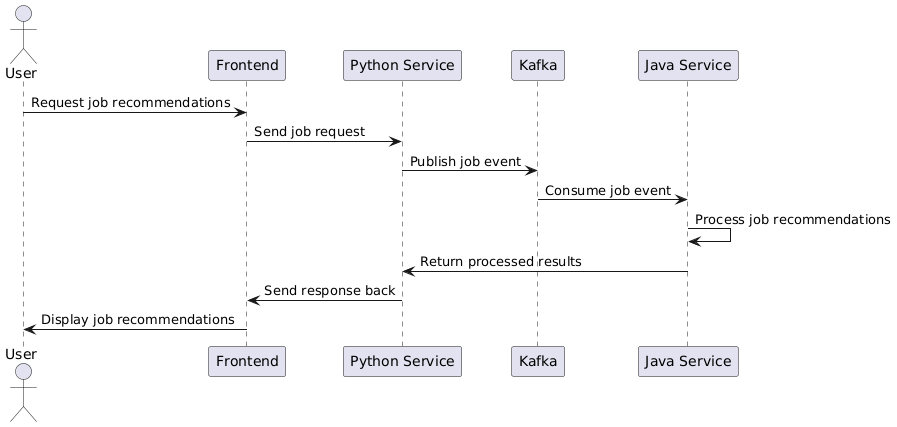 User
Frontend
Python Service
Kafka
Java Service
Request job recommendations
Send job request
Publish job event
Consume job event
Process job recommendations
Return processed results
Send response back
Display job recommendations
User
Frontend
Python Service
Kafka
Java Service